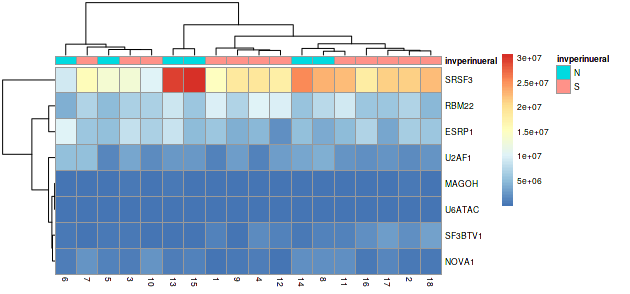 invperinueral
SRSF3
RBM22
ESRP1
U2AF1
MAGOH
U6ATAC
SF3BTV1
NOVA1
6 7 5 3 10 13 15 1 9 4 12 14 8 11 16 17 2 18
3e+07
2.5e+07
2e+07
1.5e+07
1e+07
5e+06
invperinueral
N
S